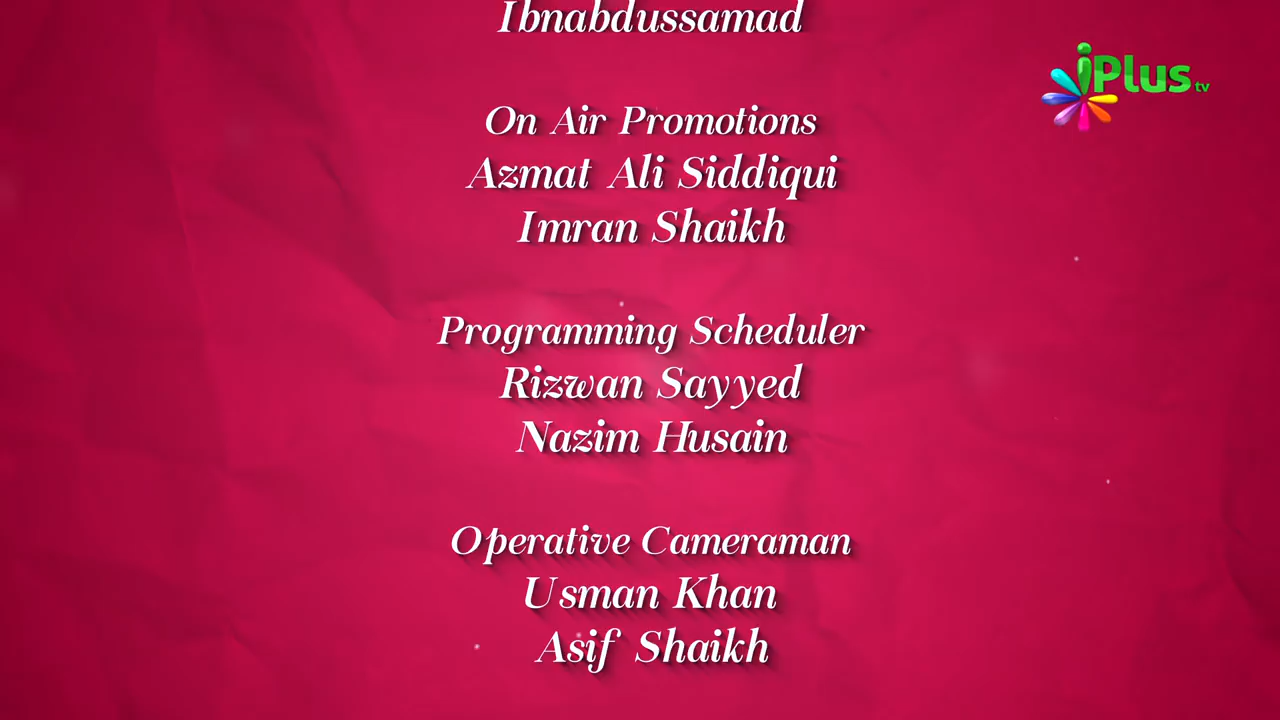 Ibnabdussamad
iPlus tv
On Air Promotions
Azmat Ali Siddiqui
Imran Shaikh
Programming Scheduler
Rizwan Sayyed
Nazim Husain
Operative Cameraman
Usman Khan
Asif Shaikh